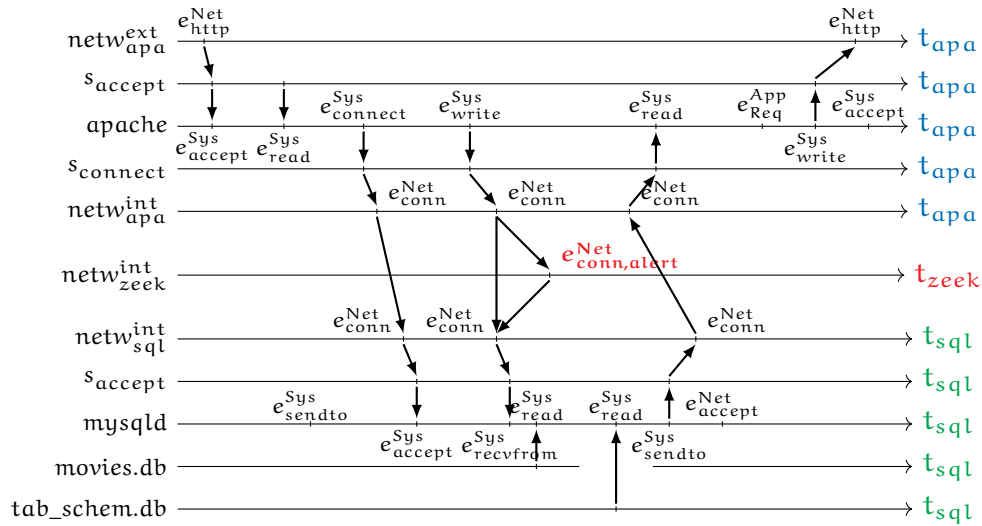 e^Net_http e^Net_http
netw^ext_apa t_apa
s_accept t_apa
e^Sys_connect e^Sys_write e^Sys_read e^App_Req e^Sys_accept
apache t_apa
e^Sys_accept e^Sys_read e^Sys_write
s_connect t_apa
e^Net_conn e^Net_conn e^Net_conn
netw^int_apa t_apa
e^Net_conn,alert
netw^int_zeek t_zeek
e^Net_conn e^Net_conn e^Net_conn
netw^int_sql t_sql
s_accept t_sql
e^Sys_sendto e^Sys_read e^Sys_read e^Net_accept
mysqld t_sql
e^Sys_accept e^Sys_recvfrom e^Sys_sendto
movies.db t_sql
tab_schem.db t_sql